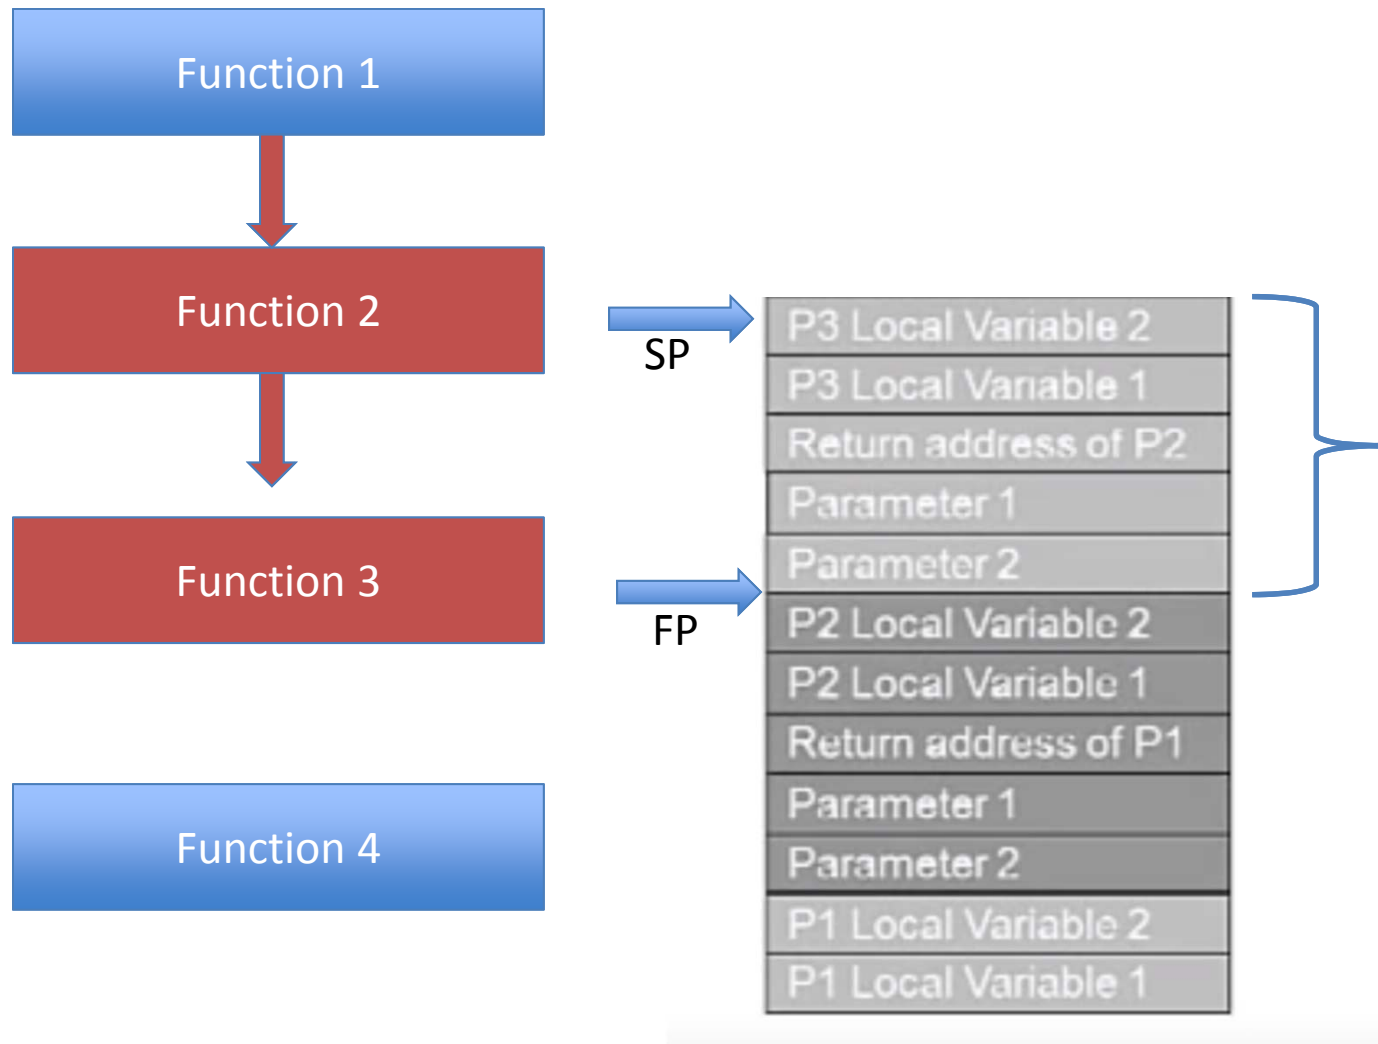 Function 1
Function 2
Function 3
Function 4
SP
FP
P3 Local Variable 2
P3 Local Variable 1
Return address of P2
Parameter 1
Parameter 2
P2 Local Variable 2
P2 Local Variable 1
Return address of P1
Parameter 1
Parameter 2
P1 Local Variable 2
P1 Local Variable 1